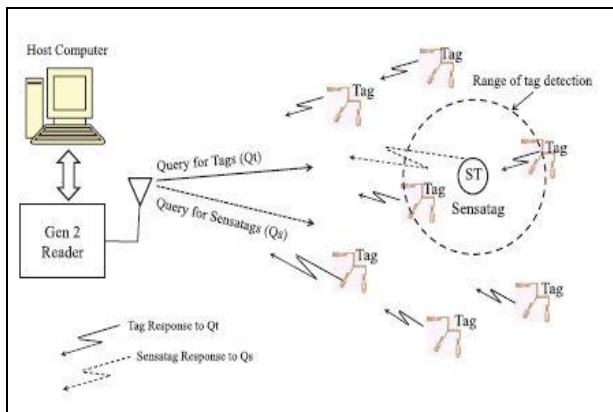 Host Computer
Gen 2
Reader
Query for Tags (Qt)
Query for Sensatags (Qs)
Tag
Tag
Range of tag detection
Tag
ST
Sensatag
Tag
Tag
Tag
Tag
Tag
Tag Response to Qt
Sensatag Response to Qs